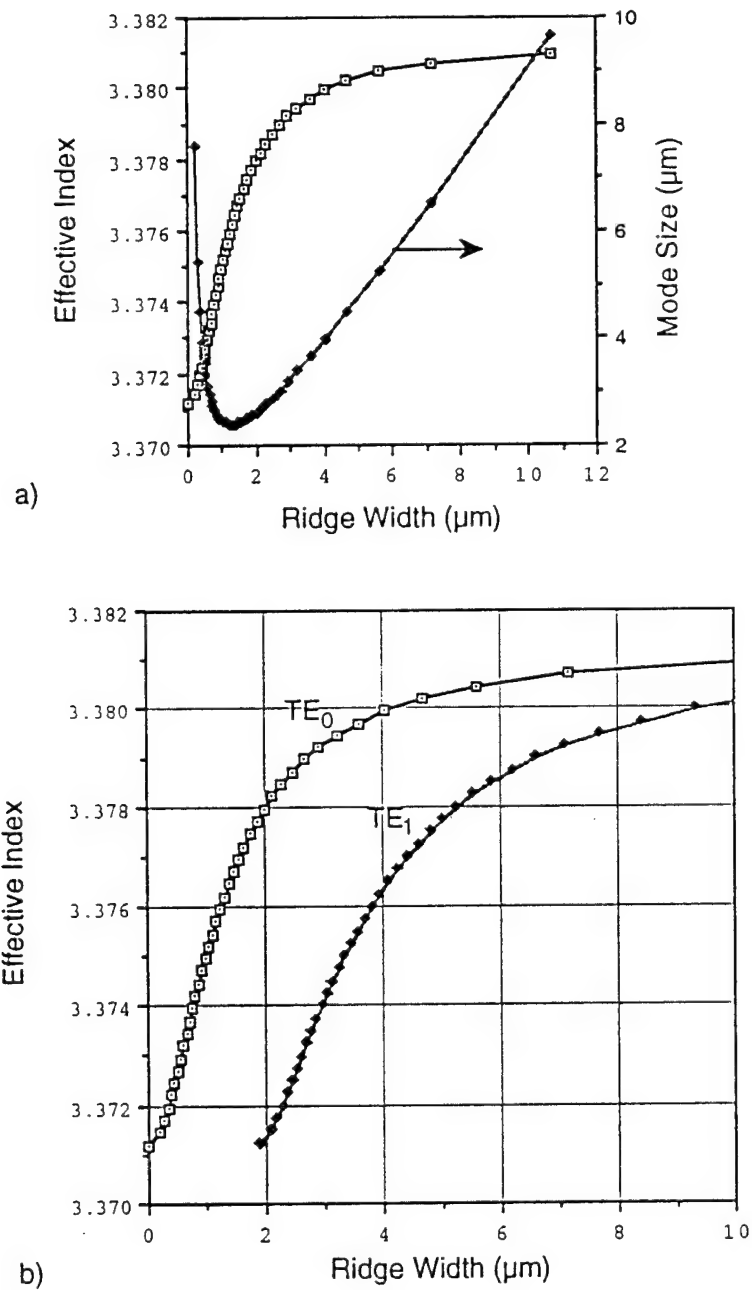 3.382
3.380
3.378
3.376
3.374
3.372
3.370
Effective Index
10
8
6
4
2
Mode Size (µm)
0 2 4 6 8 10 12
Ridge Width (µm)
a)
3.382
3.380
3.378
3.376
3.374
3.372
3.370
Effective Index
TE0
TE1
0 2 4 6 8 10
Ridge Width (µm)
b)